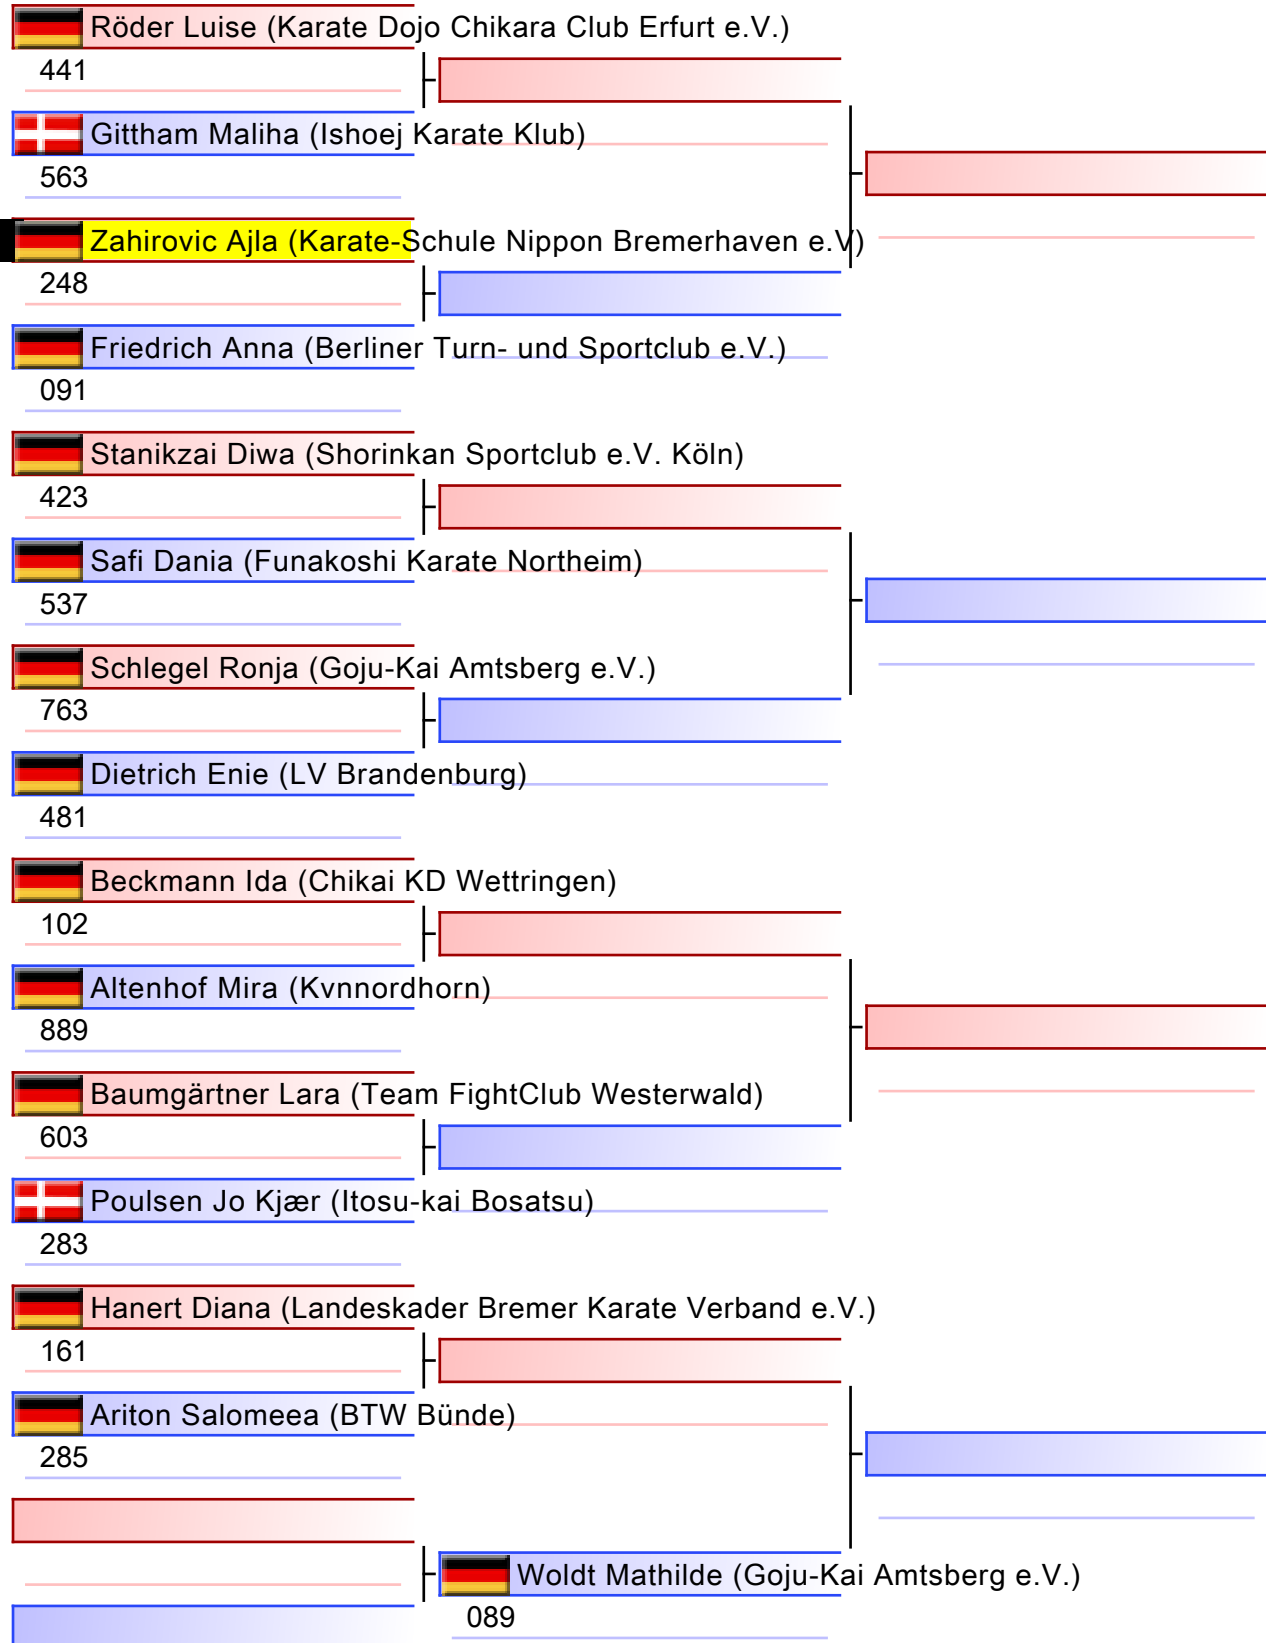 Röder Luise (Karate Dojo Chikara Club Erfurt e.V.)
441
Gittham Maliha (Ishoej Karate Klub)
563
Zahirovic Ajla (Karate-Schule Nippon Bremerhaven e.V)
248
Friedrich Anna (Berliner Turn- und Sportclub e.V.)
091
Stanikzai Diwa (Shorinkan Sportclub e.V. Köln)
423
Safi Dania (Funakoshi Karate Northeim)
537
Schlegel Ronja (Goju-Kai Amtsberg e.V.)
763
Dietrich Enie (LV Brandenburg)
481
Beckmann Ida (Chikai KD Wettringen)
102
Altenhof Mira (Kvnnordhorn)
889
Baumgärtner Lara (Team FightClub Westerwald)
603
Poulsen Jo Kjær (Itosu-kai Bosatsu)
283
Hanert Diana (Landeskader Bremer Karate Verband e.V.)
161
Ariton Salomeea (BTW Bünde)
285
Woldt Mathilde (Goju-Kai Amtsberg e.V.)
089